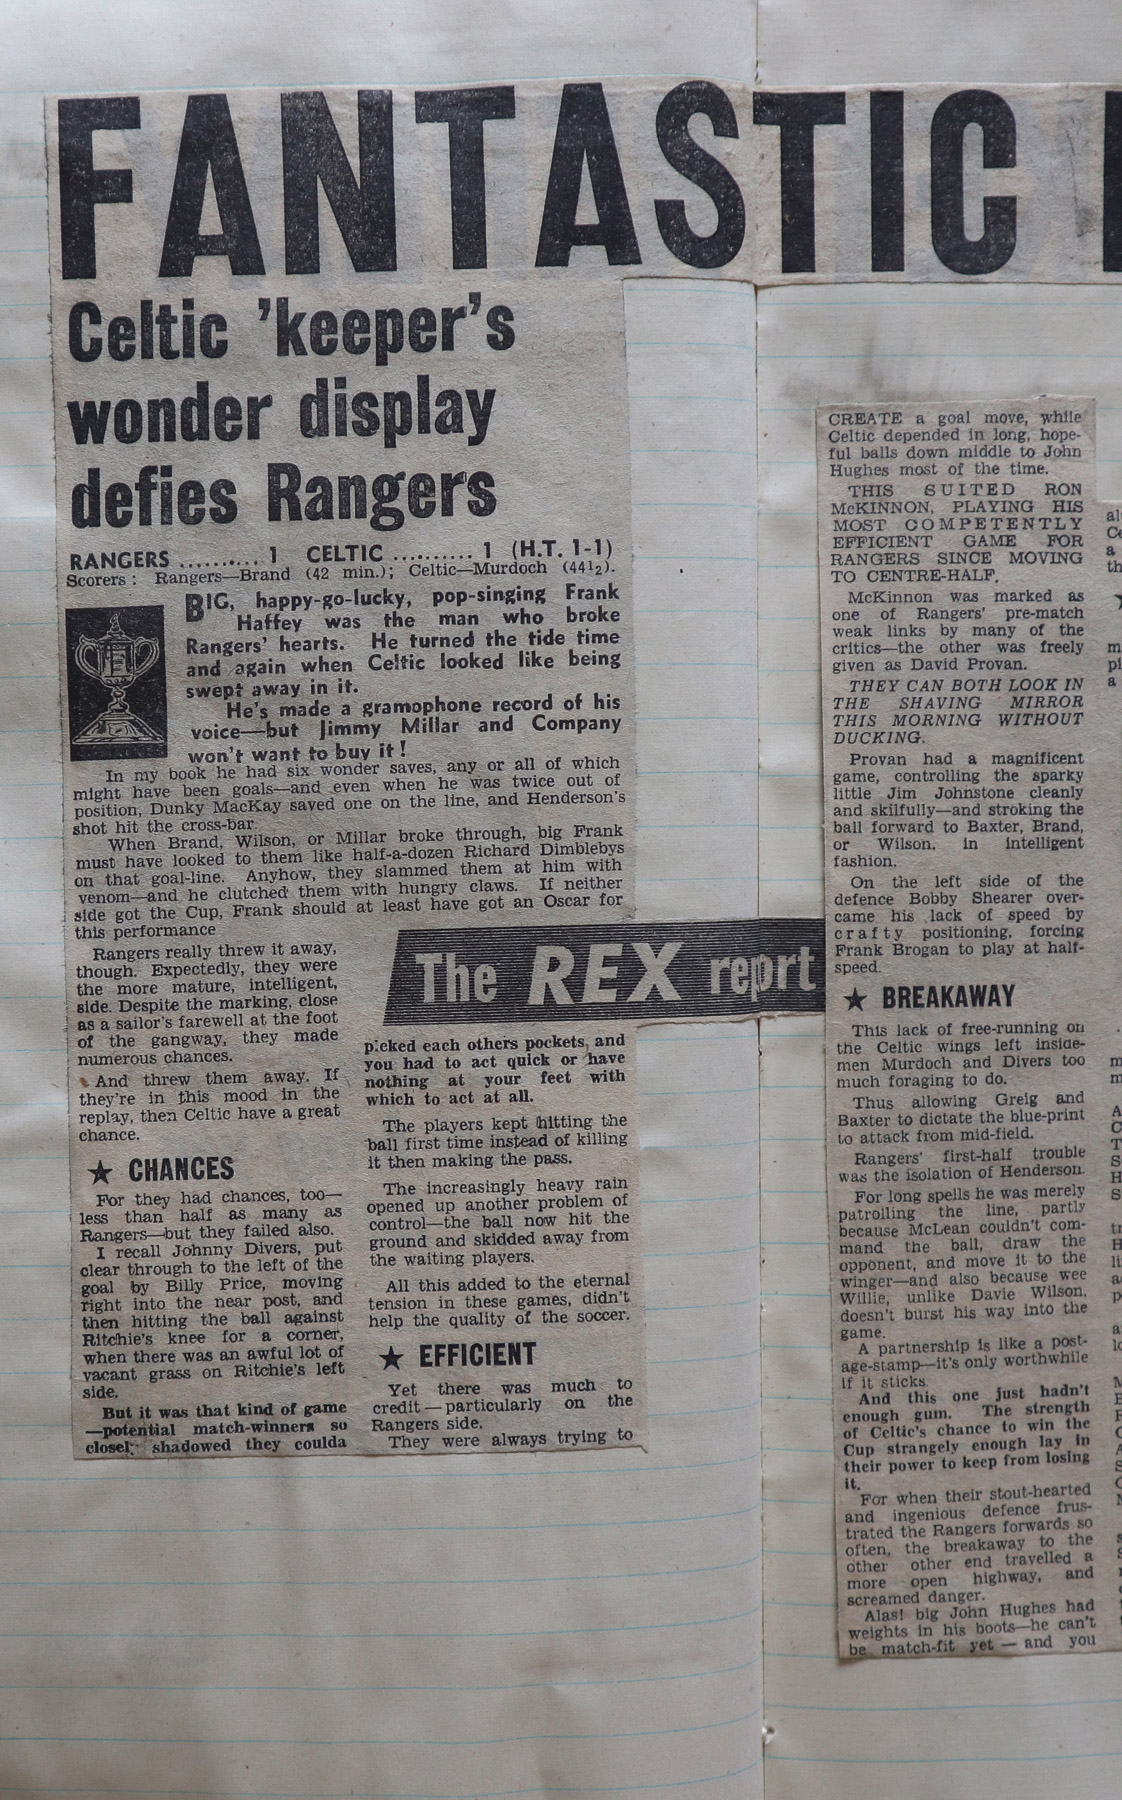 FANTASTIC
Celtic 'keeper's
wonder display
defies Rangers
RANGERS .......... 1 CELTIC .......... 1 (H.T. 1-1)
Scorers : Rangers—Brand (42 min.); Celtic—Murdoch (44½).
BIG, happy-go-lucky, pop-singing Frank
Haffey was the man who broke
Rangers' hearts. He turned the tide time
and again when Celtic looked like being
swept away in it.
He's made a gramophone record of his
voice—but Jimmy Millar and Company
won't want to buy it !
In my book he had six wonder saves, any or all of which
might have been goals—and even when he was twice out of
position, Dunky MacKay saved one on the line, and Henderson's
shot hit the cross-bar.
When Brand, Wilson, or Millar broke through, big Frank
must have looked to them like half-a-dozen Richard Dimblebys
on that goal-line. Anyhow, they slammed them at him with
venom—and he clutched them with hungry claws. If neither
side got the Cup, Frank should at least have got an Oscar for
this performance
Rangers really threw it away,
though. Expectedly, they were
the more mature, intelligent,
side. Despite the marking, close
as a sailor's farewell at the foot
of the gangway, they made
numerous chances.
And threw them away. If
they're in this mood in the
replay, then Celtic have a great
chance.
★ CHANCES
For they had chances, too—
less than half as many as
Rangers—but they failed also.
I recall Johnny Divers, put
clear through to the left of the
goal by Billy Price, moving
right into the near post, and
then hitting the ball against
Ritchie's knee for a corner,
when there was an awful lot of
vacant grass on Ritchie's left
side.
But it was that kind of game
—potential match-winners so
closely shadowed they coulda
The REX report
picked each others pockets, and
you had to act quick or have
nothing at your feet with
which to act at all.
The players kept hitting the
ball first time instead of killing
it then making the pass.
The increasingly heavy rain
opened up another problem of
control—the ball now hit the
ground and skidded away from
the waiting players.
All this added to the eternal
tension in these games, didn't
help the quality of the soccer.
★ EFFICIENT
Yet there was much to
credit — particularly on the
Rangers side.
They were always trying to
CREATE a goal move, while
Celtic depended in long, hope-
ful balls down middle to John
Hughes most of the time.
THIS SUITED RON
McKINNON, PLAYING HIS
MOST COMPETENTLY
EFFICIENT GAME FOR
RANGERS SINCE MOVING
TO CENTRE-HALF.
McKinnon was marked as
one of Rangers' pre-match
weak links by many of the
critics—the other was freely
given as David Provan.
THEY CAN BOTH LOOK IN
THE SHAVING MIRROR
THIS MORNING WITHOUT
DUCKING.
Provan had a magnificent
game, controlling the sparky
little Jim Johnstone cleanly
and skilfully—and stroking the
ball forward to Baxter, Brand,
or Wilson, in intelligent
fashion.
On the left side of the
defence Bobby Shearer over-
came his lack of speed by
crafty positioning, forcing
Frank Brogan to play at half-
speed.
★ BREAKAWAY
This lack of free-running on
the Celtic wings left inside-
men Murdoch and Divers too
much foraging to do.
Thus allowing Greig and
Baxter to dictate the blue-print
to attack from mid-field.
Rangers' first-half trouble
was the isolation of Henderson.
For long spells he was merely
patrolling the line, partly
because McLean couldn't com-
mand the ball, draw the
opponent, and move it to the
winger—and also because wee
Willie, unlike Davie Wilson,
doesn't burst his way into the
game.
A partnership is like a post-
age-stamp—it's only worthwhile
if it sticks.
And this one just hadn't
enough gum. The strength
of Celtic's chance to win the
Cup strangely enough lay in
their power to keep from losing
it.
For when their stout-hearted
and ingenious defence frus-
trated the Rangers forwards so
often, the breakaway to the
other other end travelled a
more open highway, and
screamed danger.
Alas! big John Hughes had
weights in his boots—he can't
be match-fit yet — and you